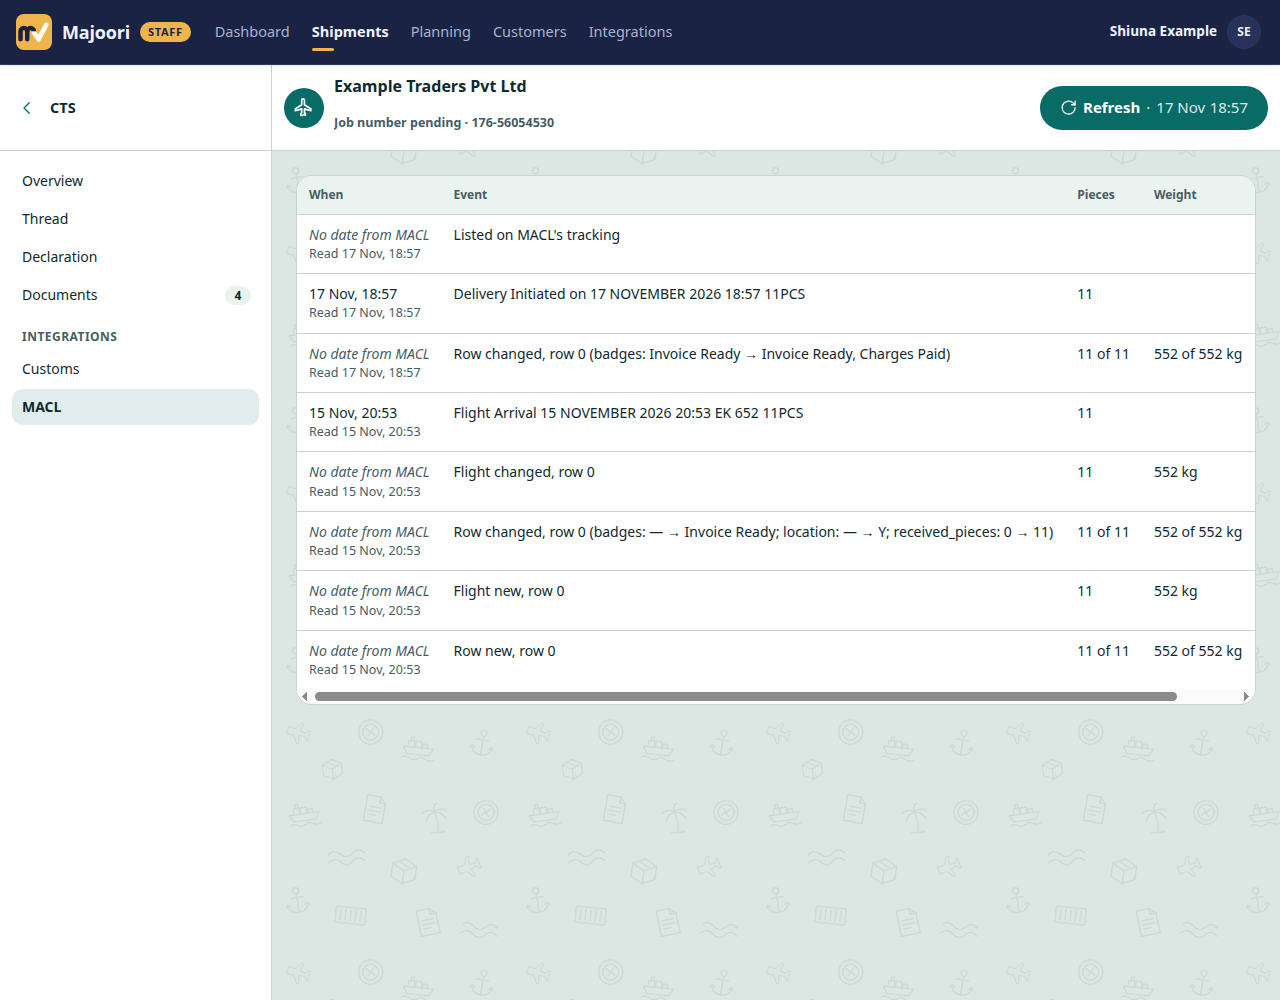 Majoori STAFF Dashboard Shipments Planning Customers Integrations Shiuna Example SE
CTS
Example Traders Pvt Ltd
Job number pending · 176-56054530
Refresh · 17 Nov 18:57
Overview
Thread
Declaration
Documents 4
INTEGRATIONS
Customs
MACL
When Event Pieces Weight
No date from MACL Listed on MACL's tracking
Read 17 Nov, 18:57
17 Nov, 18:57 Delivery Initiated on 17 NOVEMBER 2026 18:57 11PCS 11
Read 17 Nov, 18:57
No date from MACL Row changed, row 0 (badges: Invoice Ready → Invoice Ready, Charges Paid) 11 of 11 552 of 552 kg
Read 17 Nov, 18:57
15 Nov, 20:53 Flight Arrival 15 NOVEMBER 2026 20:53 EK 652 11PCS 11
Read 15 Nov, 20:53
No date from MACL Flight changed, row 0 11 552 kg
Read 15 Nov, 20:53
No date from MACL Row changed, row 0 (badges: — → Invoice Ready; location: — → Y; received_pieces: 0 → 11) 11 of 11 552 of 552 kg
Read 15 Nov, 20:53
No date from MACL Flight new, row 0 11 552 kg
Read 15 Nov, 20:53
No date from MACL Row new, row 0 11 of 11 552 of 552 kg
Read 15 Nov, 20:53